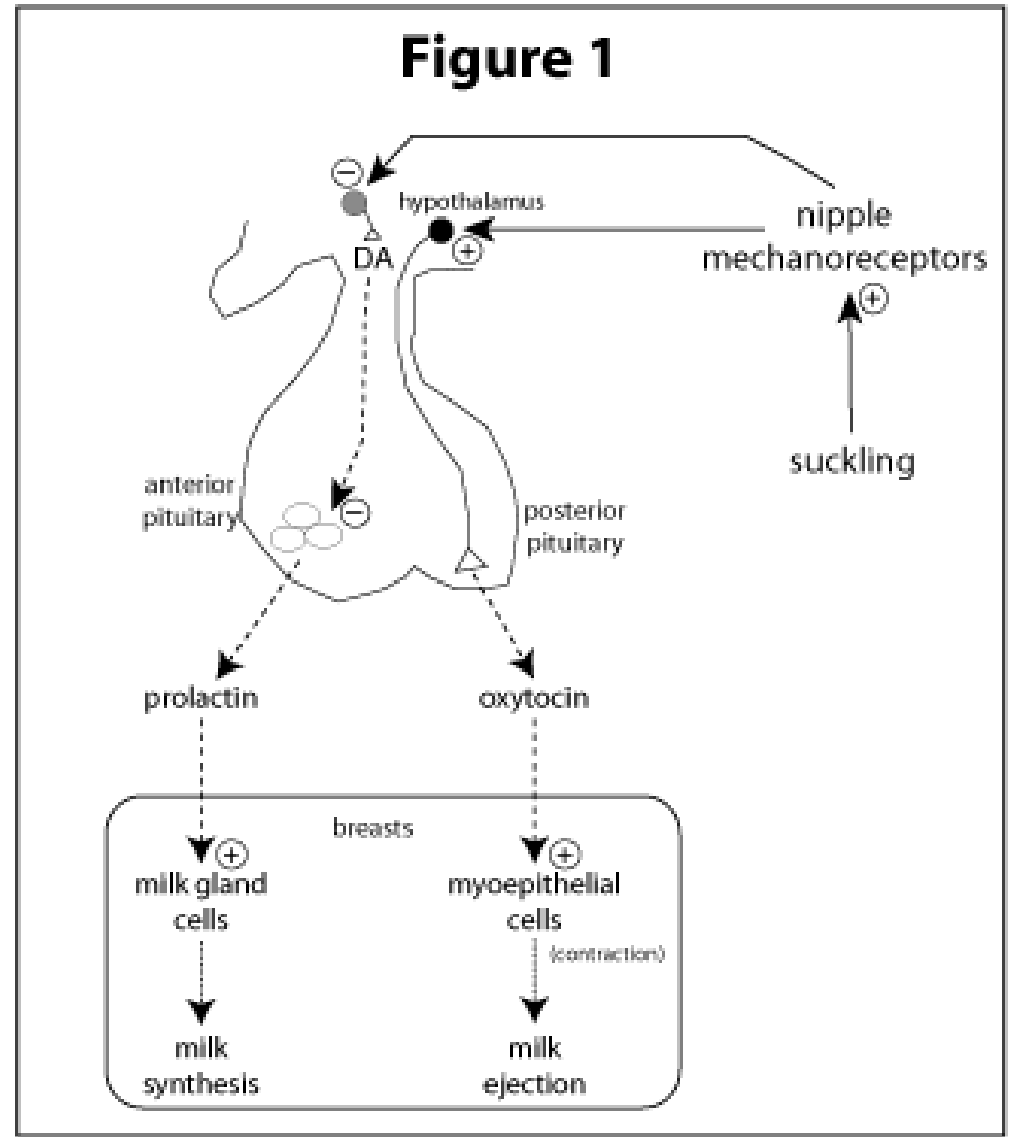 Figure 1
−
hypothalamus
nipple
mechanoreceptors
DA
+
+
suckling
anterior
pituitary
−
posterior
pituitary
prolactin
oxytocin
breasts
+
milk gland
cells
+
myoepithelial
cells
(contraction)
milk
synthesis
milk
ejection